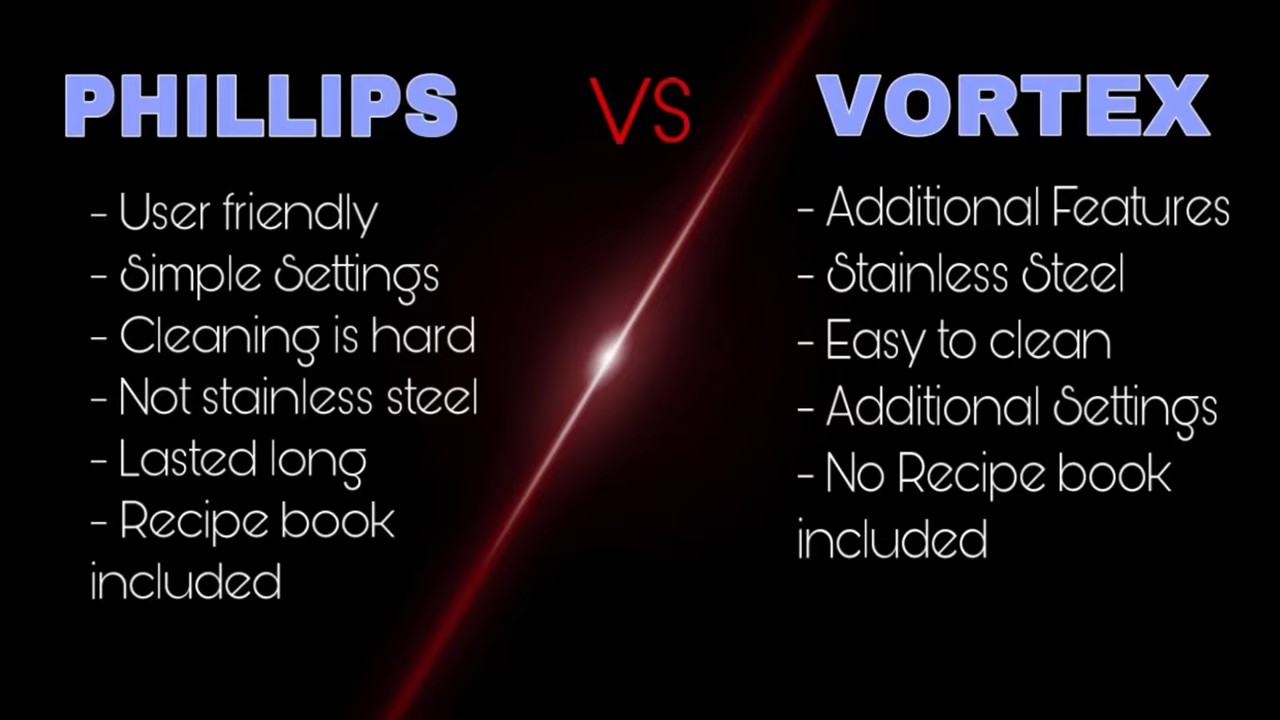 PHILLIPS VS VORTEX
- User friendly
- Simple Settings
- Cleaning is hard
- Not stainless steel
- Lasted long
- Recipe book
included
- Additional Features
- Stainless Steel
- Easy to clean
- Additional Settings
- No Recipe book
included